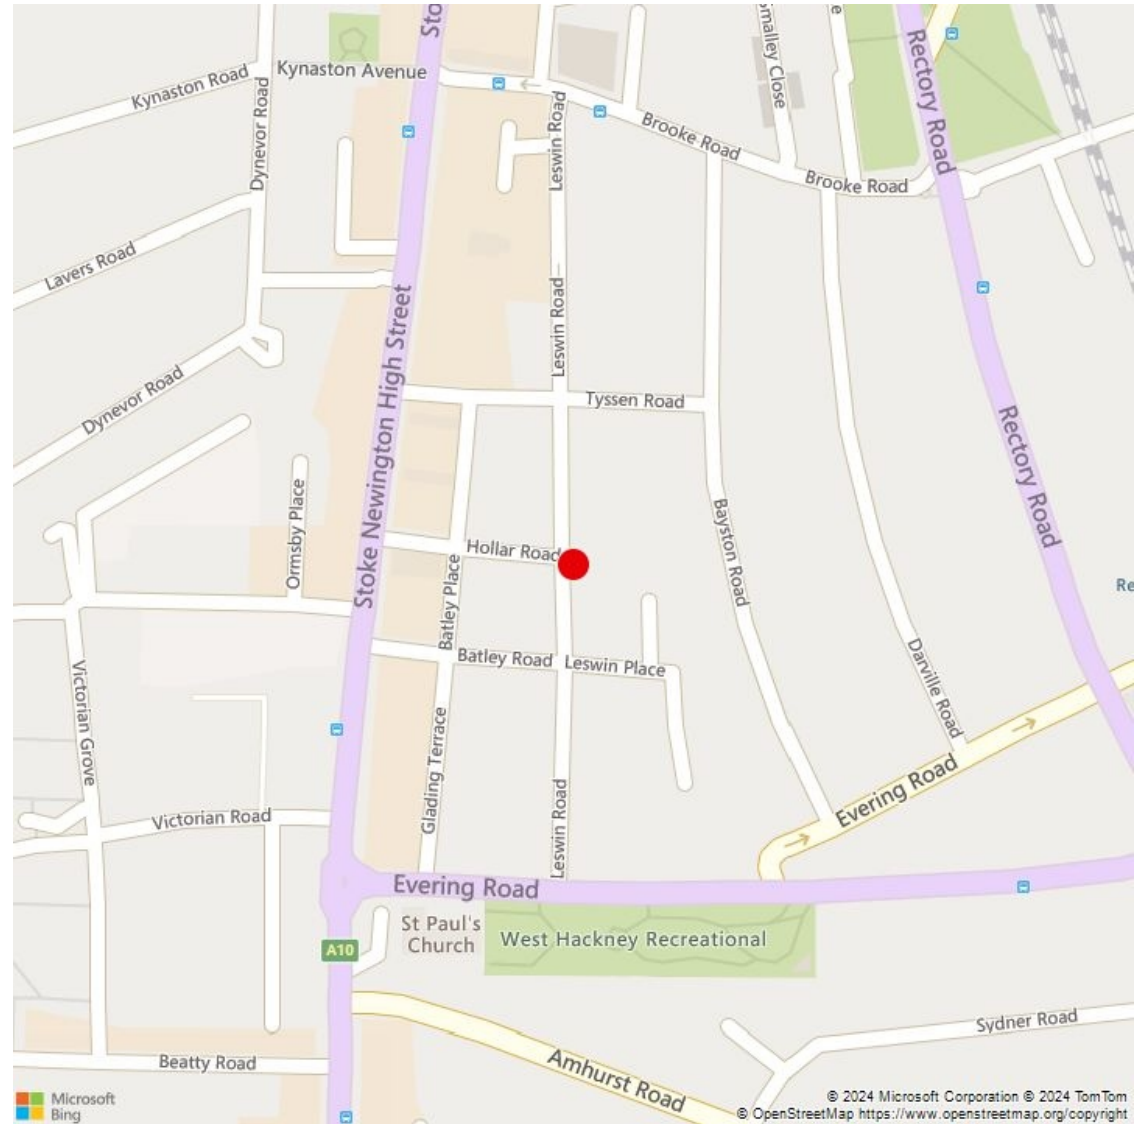 Sto
Smalley Close
Rectory Road
Kynaston Road
Kynaston Avenue
Dynevor Road
Leswin Road
Brooke Road
Brooke Road
Lavers Road
Leswin Road
Stoke Newington High Street
Dynevor Road
Tyssen Road
Rectory Road
Ormsby Place
Hollar Road
Bayston Road
Batley Place
Re
Batley Road
Leswin Place
Darville Road
Victorian Grove
Glading Terrace
Leswin Road
Victorian Road
Evering Road
Evering Road
St Paul's
Church
West Hackney Recreational
A10
Sydner Road
Beatty Road
Amhurst Road
Microsoft
Bing
© 2024 Microsoft Corporation © 2024 TomTom
© OpenStreetMap https://www.openstreetmap.org/copyright